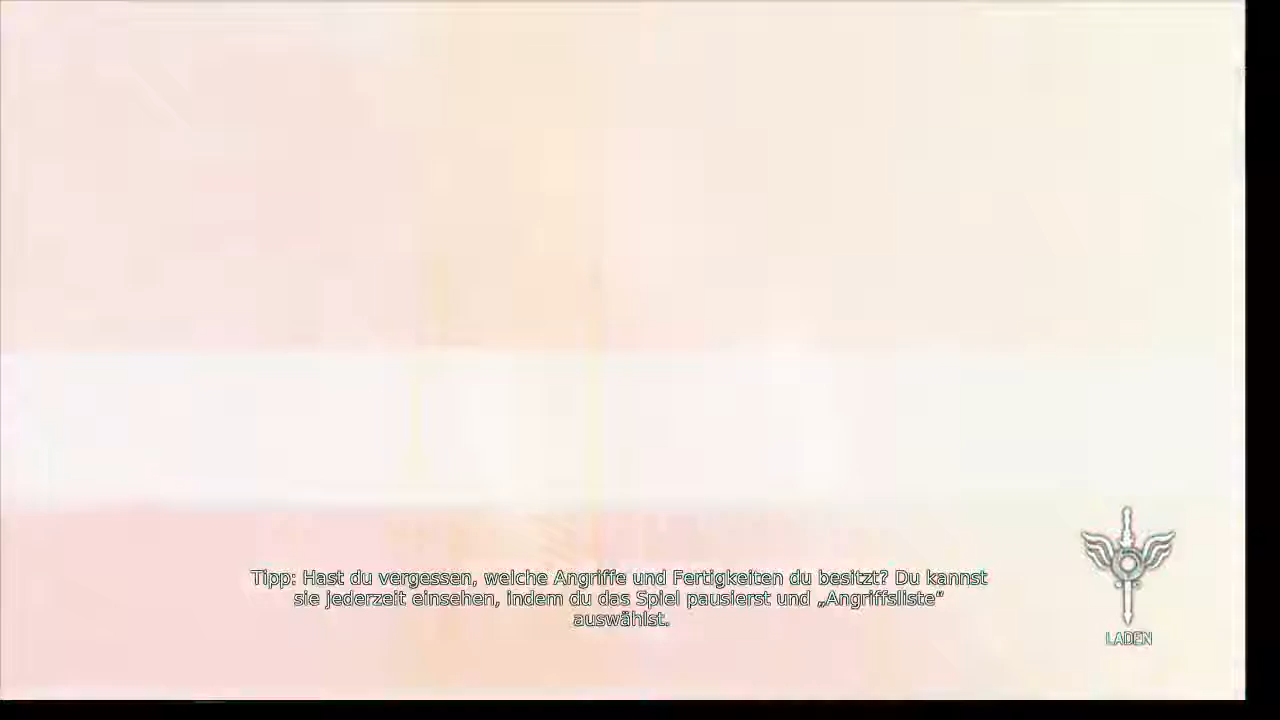 Tipp: Hast du vergessen, welche Angriffe und Fertigkeiten du besitzt? Du kannst
sie jederzeit einsehen, indem du das Spiel pausierst und „Angriffsliste“
auswählst.
LADEN